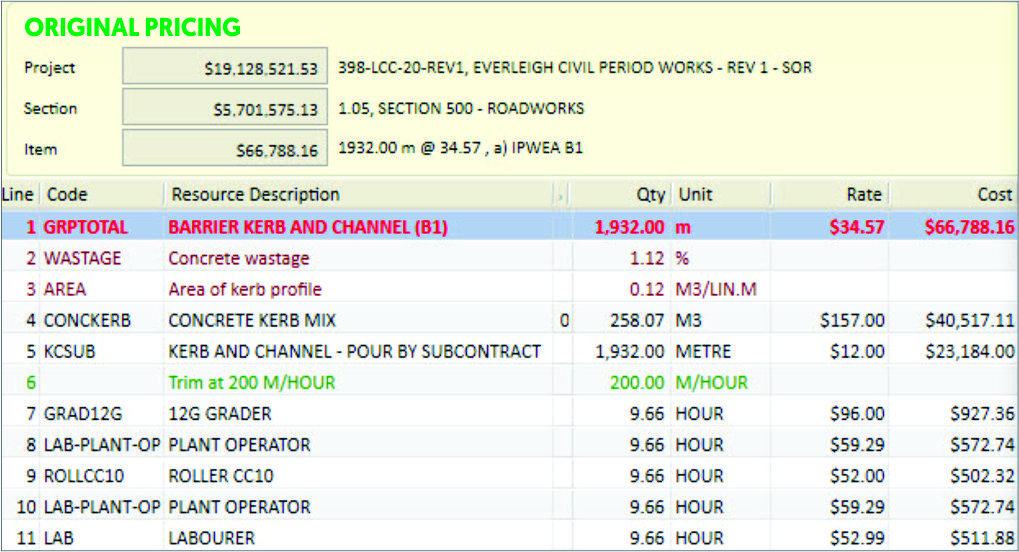 ORIGINAL PRICING
Project $19,128,521.53 398-LCC-20-REV1, EVERLEIGH CIVIL PERIOD WORKS - REV 1 - SOR
Section $5,701,575.13 1.05, SECTION 500 - ROADWORKS
Item $66,788.16 1932.00 m @ 34.57 , a) IPWEA B1
Line Code Resource Description Qty Unit Rate Cost
1 GRPTOTAL BARRIER KERB AND CHANNEL (B1) 1,932.00 m $34.57 $66,788.16
2 WASTAGE Concrete wastage 1.12 %
3 AREA Area of kerb profile 0.12 M3/LIN.M
4 CONCKERB CONCRETE KERB MIX 0 258.07 M3 $157.00 $40,517.11
5 KCSUB KERB AND CHANNEL - POUR BY SUBCONTRACT 1,932.00 METRE $12.00 $23,184.00
6 Trim at 200 M/HOUR 200.00 M/HOUR
7 GRAD12G 12G GRADER 9.66 HOUR $96.00 $927.36
8 LAB-PLANT-OP PLANT OPERATOR 9.66 HOUR $59.29 $572.74
9 ROLLCC10 ROLLER CC10 9.66 HOUR $52.00 $502.32
10 LAB-PLANT-OP PLANT OPERATOR 9.66 HOUR $59.29 $572.74
11 LAB LABOURER 9.66 HOUR $52.99 $511.88